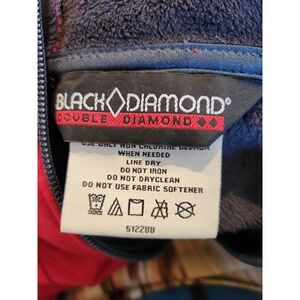 BLACK◇DIAMOND®
DOUBLE DIAMOND◆◆
USE ONLY NON CHLORINE BLEACH
WHEN NEEDED
LINE DRY
DO NOT IRON
DO NOT DRYCLEAN
DO NOT USE FABRIC SOFTENER
512288